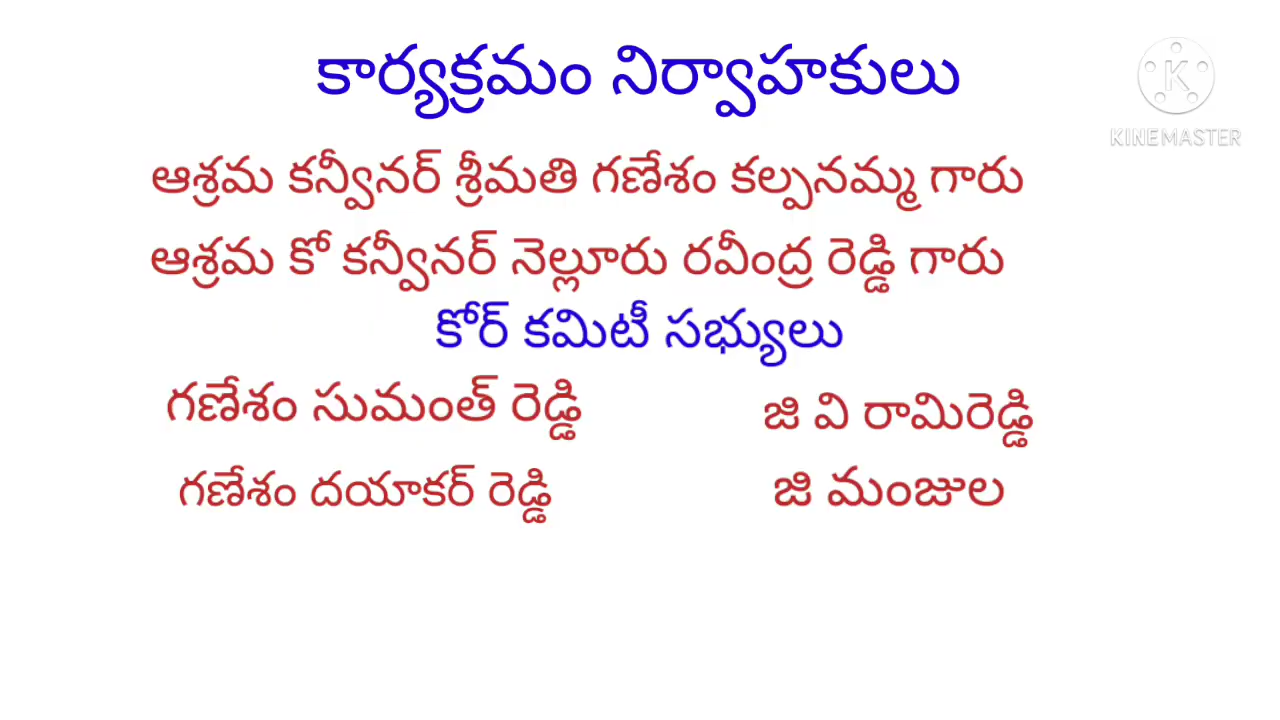 కార్యక్రమం నిర్వాహకులు
KINEMASTER
ఆశ్రమ కన్వీనర్ శ్రీమతి గణేశం కల్పనమ్మ గారు
ఆశ్రమ కో కన్వీనర్ నెల్లూరు రవీంద్ర రెడ్డి గారు
కోర్ కమిటీ సభ్యులు
గణేశం సుమంత్ రెడ్డి జి వి రామిరెడ్డి
గణేశం దయాకర్ రెడ్డి జి మంజుల